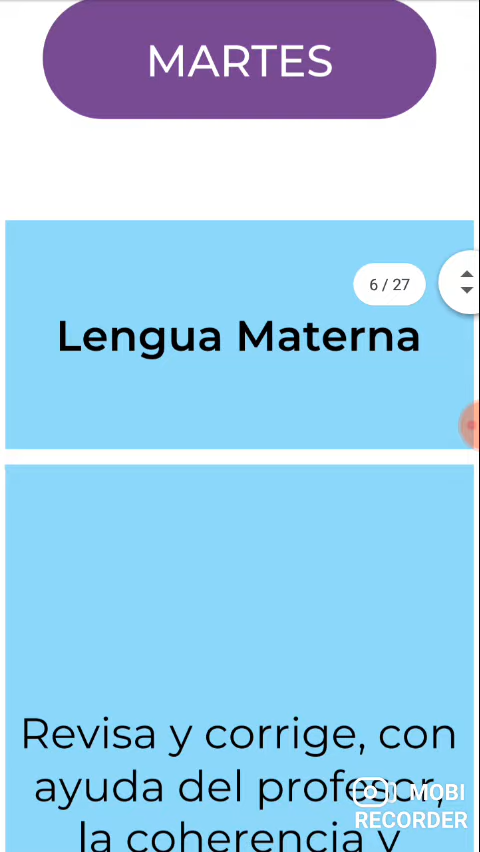 MARTES
6 / 27
Lengua Materna
Revisa y corrige, con
ayuda del profesor,
la coherencia y
MOBI
RECORDER